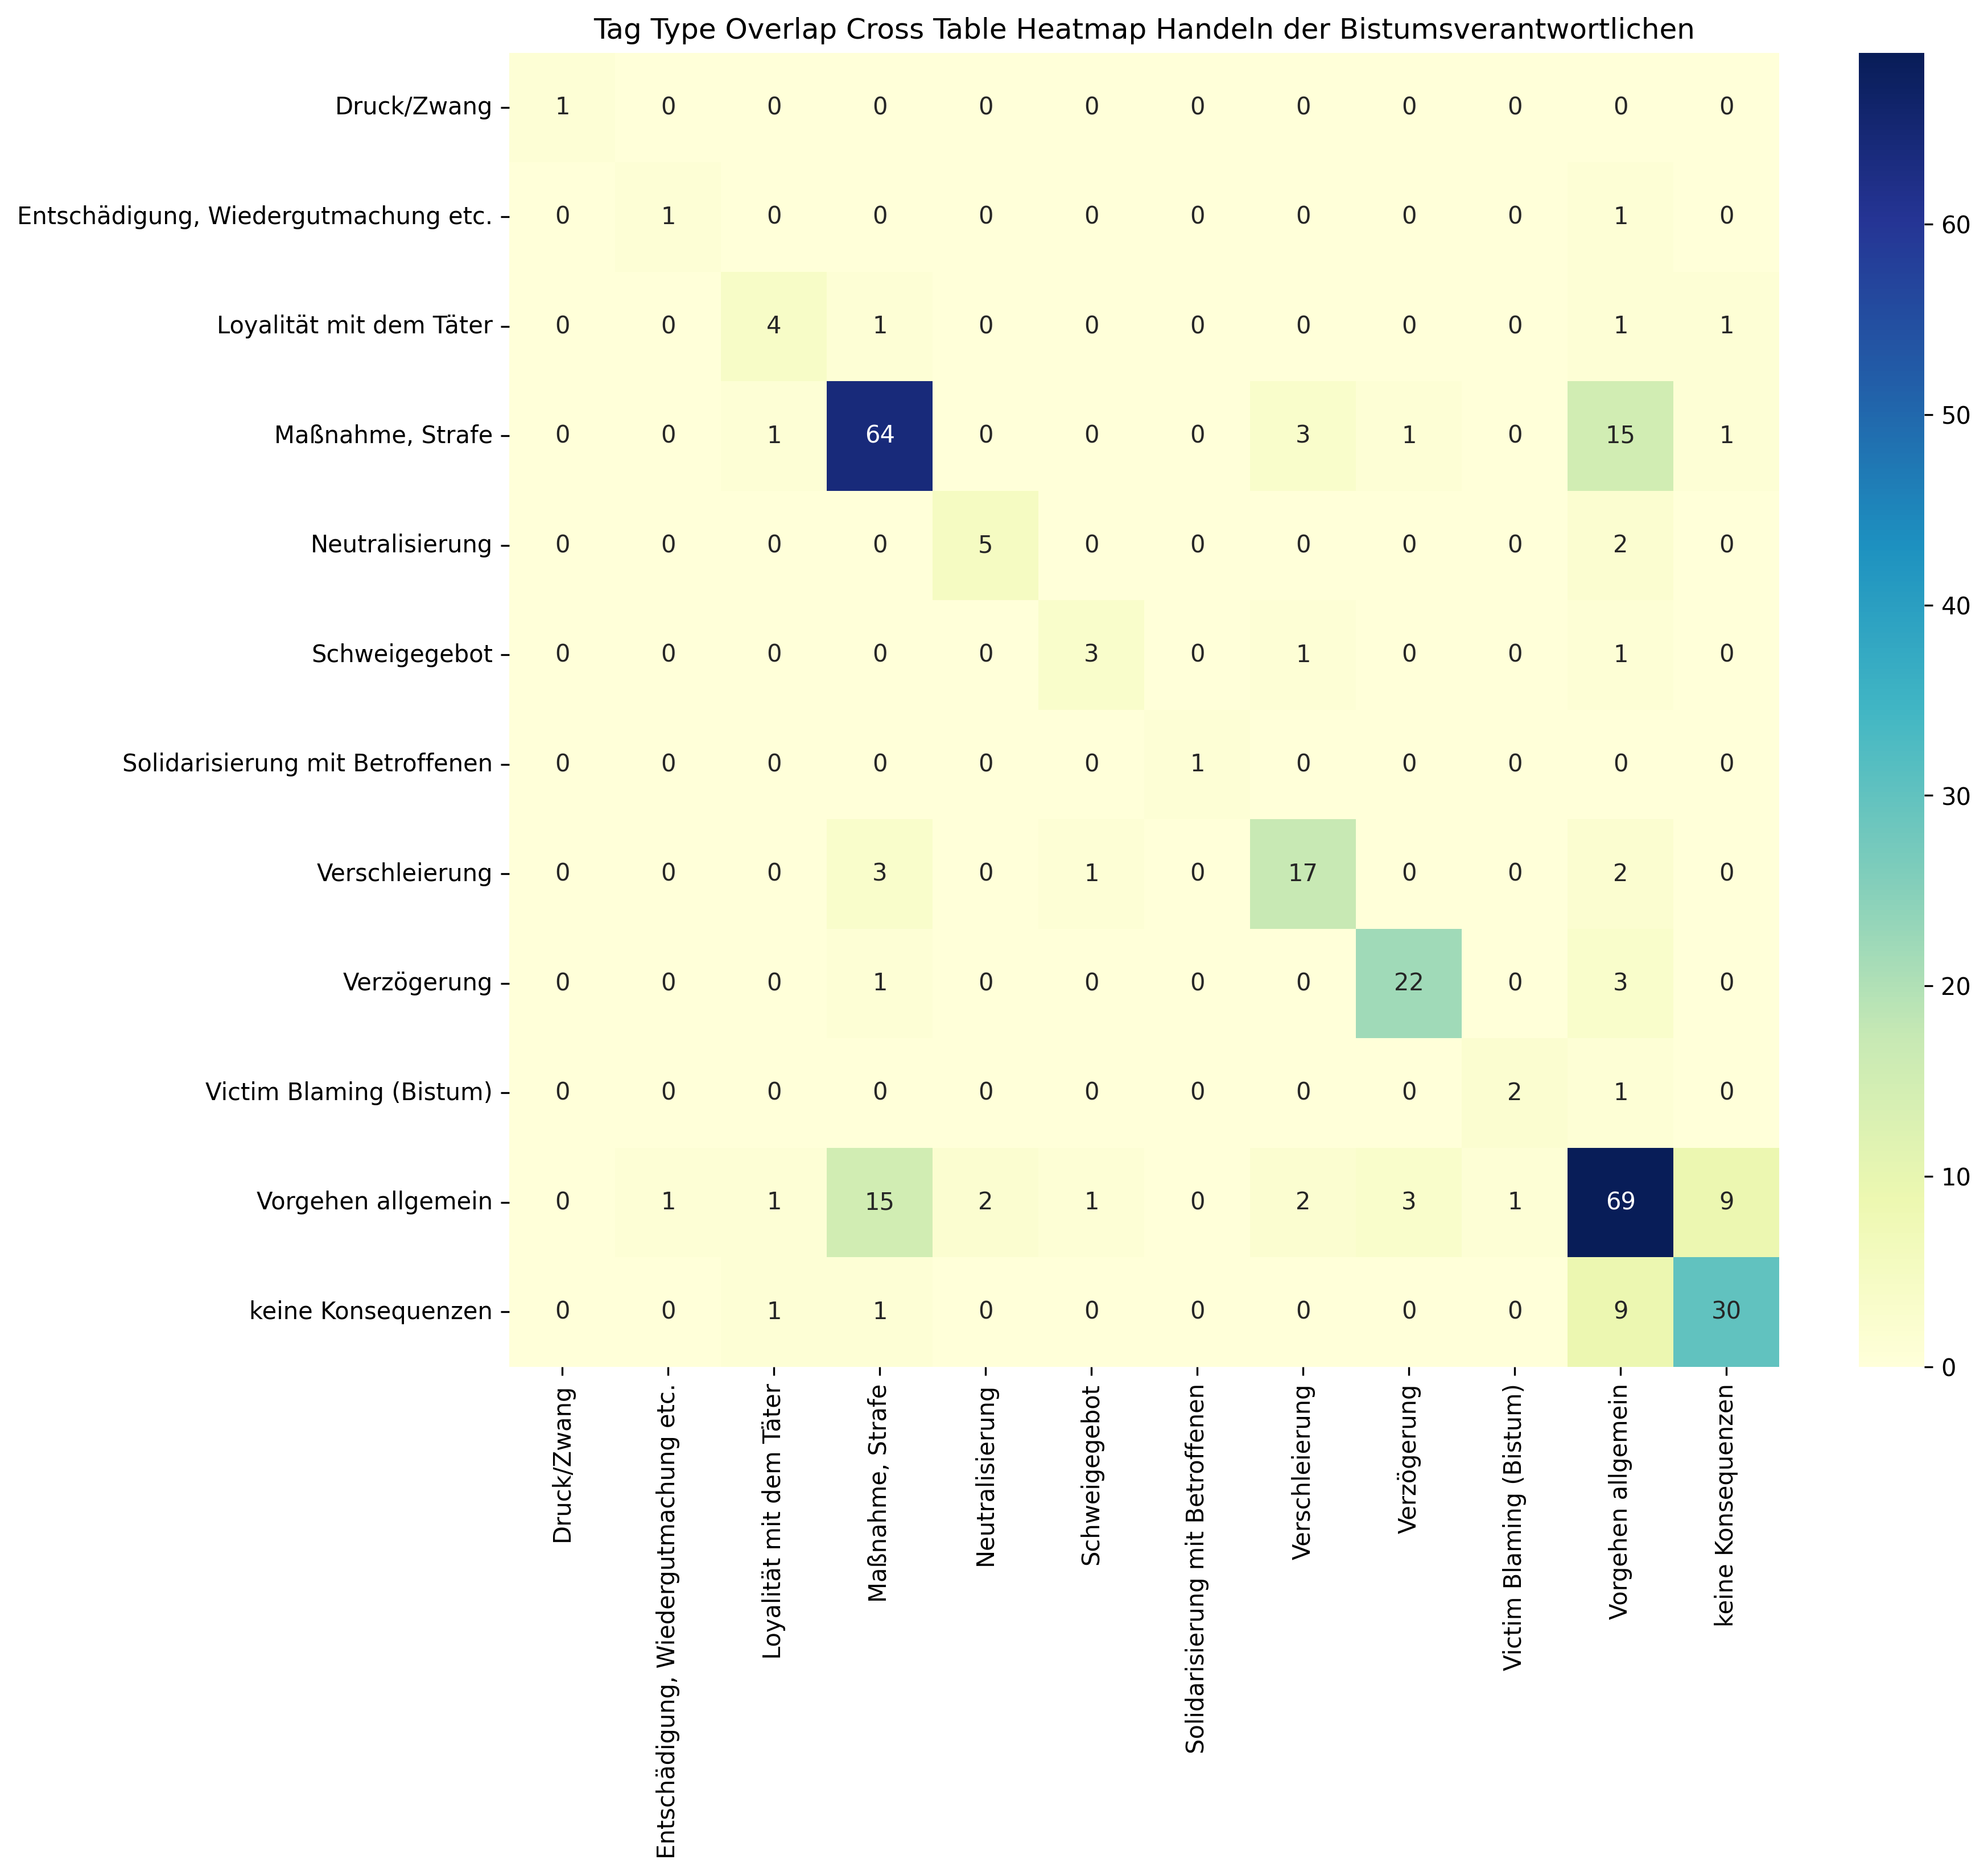 Tag Type Overlap Cross Table Heatmap Handeln der Bistumsverantwortlichen
Druck/Zwang 1 0 0 0 0 0 0 0 0 0 0 0
Entschädigung, Wiedergutmachung etc. 0 1 0 0 0 0 0 0 0 0 1 0
Loyalität mit dem Täter 0 0 4 1 0 0 0 0 0 0 1 1
Maßnahme, Strafe 0 0 1 64 0 0 0 3 1 0 15 1
Neutralisierung 0 0 0 0 5 0 0 0 0 0 2 0
Schweigegebot 0 0 0 0 0 3 0 1 0 0 1 0
Solidarisierung mit Betroffenen 0 0 0 0 0 0 1 0 0 0 0 0
Verschleierung 0 0 0 3 0 1 0 17 0 0 2 0
Verzögerung 0 0 0 1 0 0 0 0 22 0 3 0
Victim Blaming (Bistum) 0 0 0 0 0 0 0 0 0 2 1 0
Vorgehen allgemein 0 1 1 15 2 1 0 2 3 1 69 9
keine Konsequenzen 0 0 1 1 0 0 0 0 0 0 9 30
Druck/Zwang
Entschädigung, Wiedergutmachung etc.
Loyalität mit dem Täter
Maßnahme, Strafe
Neutralisierung
Schweigegebot
Solidarisierung mit Betroffenen
Verschleierung
Verzögerung
Victim Blaming (Bistum)
Vorgehen allgemein
keine Konsequenzen
60
50
40
30
20
10
0